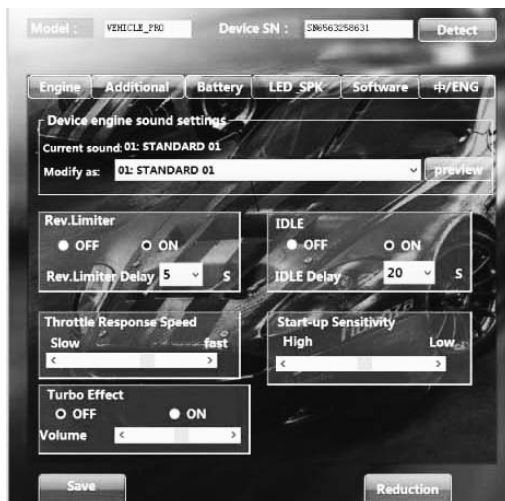 Model : VEHICLE_PRO Device SN : SN6563258631 Detect
Engine Additional Battery LED_SPK Software 中/ENG
Device engine sound settings
Current sound: 01: STANDARD 01
Modify as: 01: STANDARD 01 preview
Rev.Limiter
OFF ON
Rev.Limiter Delay 5 S
IDLE
OFF ON
IDLE Delay 20 S
Throttle Response Speed
Slow fast
Start-up Sensitivity
High Low
Turbo Effect
OFF ON
Volume
Save Reduction